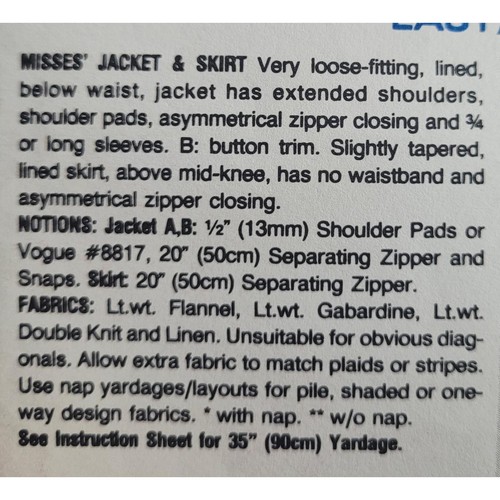 MISSES' JACKET & SKIRT Very loose-fitting, lined,
below waist, jacket has extended shoulders,
shoulder pads, asymmetrical zipper closing and ¾
or long sleeves. B: button trim. Slightly tapered,
lined skirt, above mid-knee, has no waistband and
asymmetrical zipper closing.
NOTIONS: Jacket A,B: ½" (13mm) Shoulder Pads or
Vogue #8817, 20" (50cm) Separating Zipper and
Snaps. Skirt: 20" (50cm) Separating Zipper.
FABRICS: Lt.wt. Flannel, Lt.wt. Gabardine, Lt.wt.
Double Knit and Linen. Unsuitable for obvious diag-
onals. Allow extra fabric to match plaids or stripes.
Use nap yardages/layouts for pile, shaded or one-
way design fabrics. * with nap. ** w/o nap.
See Instruction Sheet for 35" (90cm) Yardage.